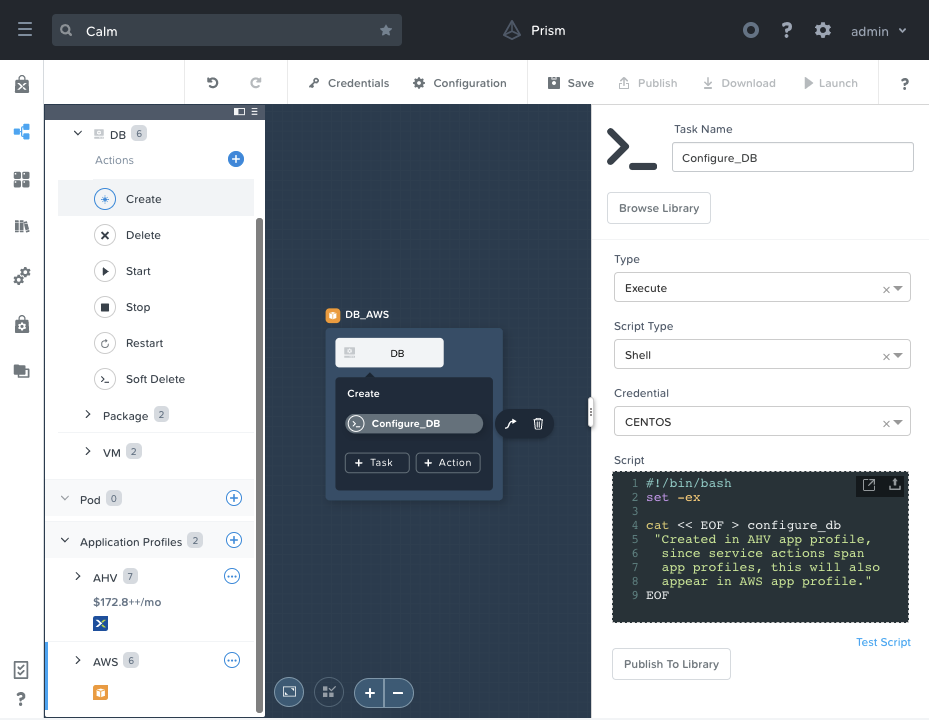 Calm
Prism
admin
?
Credentials
Configuration
Save
Publish
Download
Launch
?
DB 6
Actions
Create
Delete
Start
Stop
Restart
Soft Delete
Package 2
VM 2
Pod 0
Application Profiles 2
AHV 7
$172.8++/mo
AWS 6
?
DB_AWS
DB
Create
Configure_DB
+ Task
+ Action
Task Name
Configure_DB
Browse Library
Type
Execute
Script Type
Shell
Credential
CENTOS
Script
1 #!/bin/bash
2 set -ex
3
4 cat << EOF > configure_db
5 "Created in AHV app profile,
6 since service actions span
7 app profiles, this will also
8 appear in AWS app profile."
9 EOF
Test Script
Publish To Library